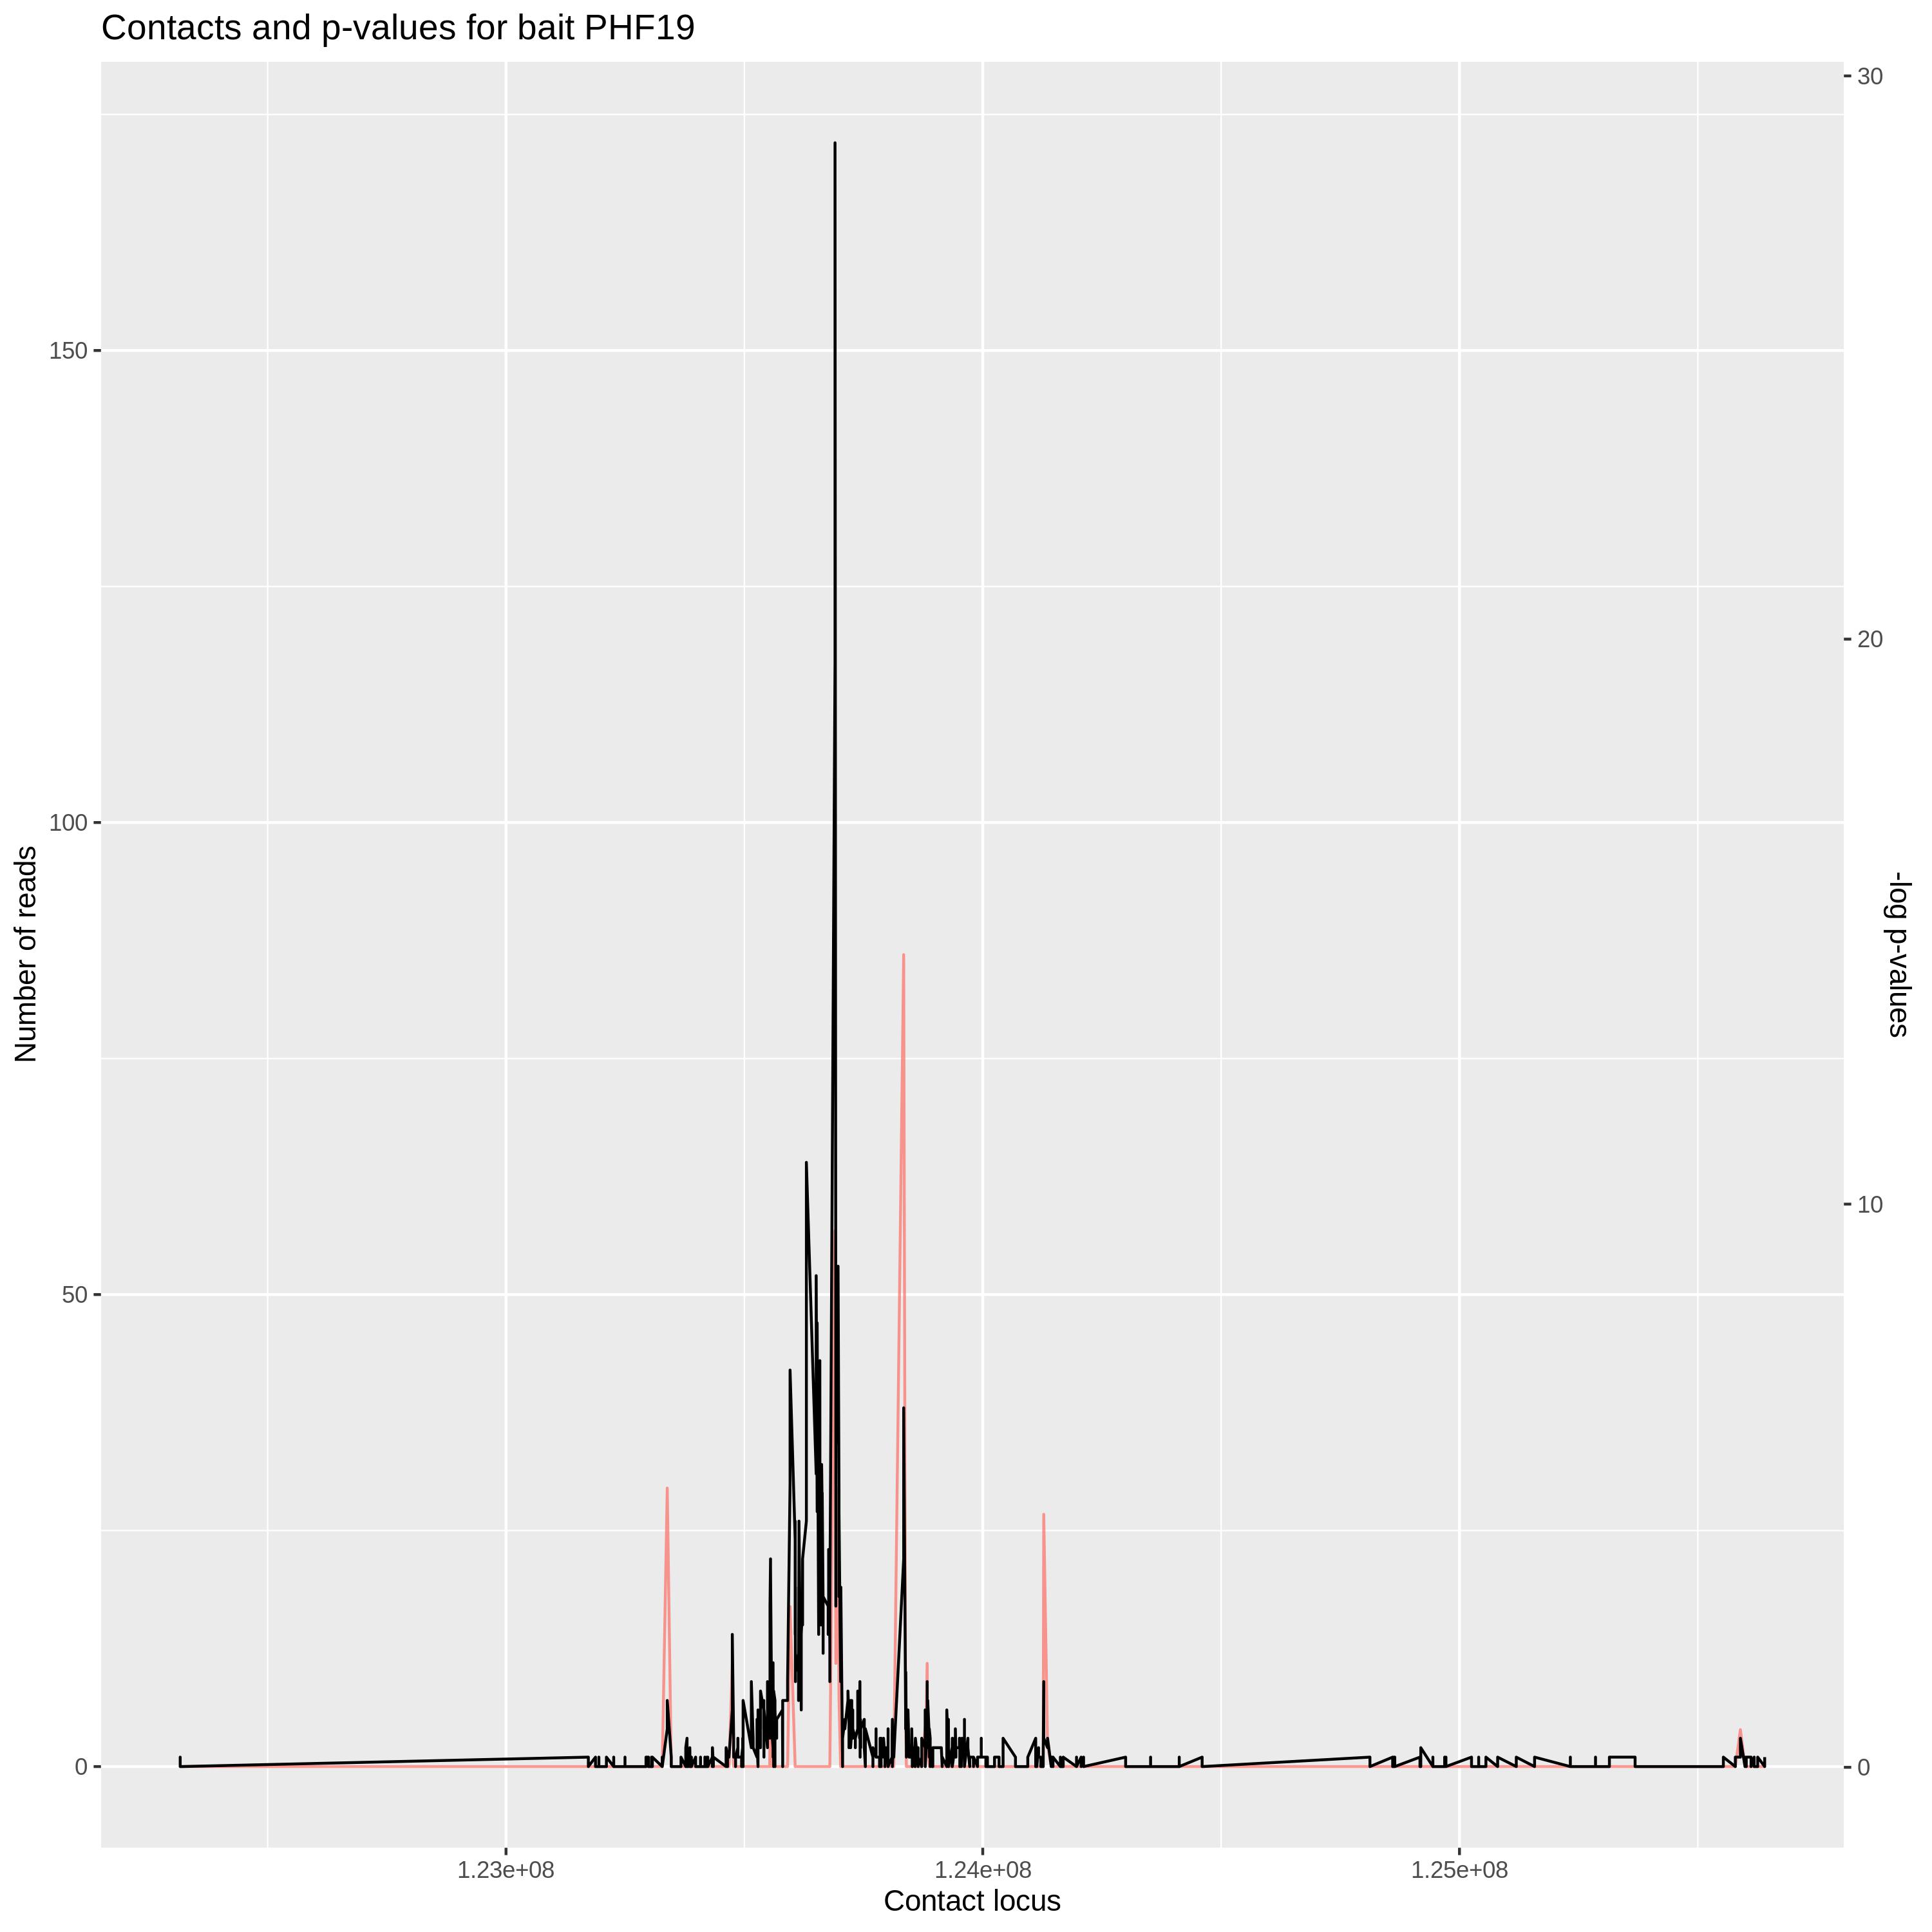 Contacts and p-values for bait PHF19
Number of reads
150
100
50
0
30
20
10
0
-log p-values
1.23e+08
1.24e+08
1.25e+08
Contact locus